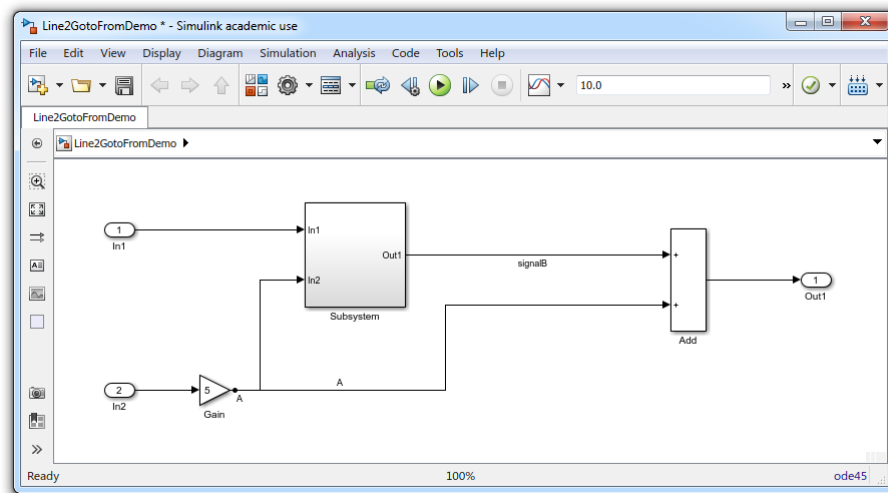 Line2GotoFromDemo * - Simulink academic use
File Edit View Display Diagram Simulation Analysis Code Tools Help
10.0 »
Line2GotoFromDemo
Line2GotoFromDemo
1
In1
In1
In2
Out1
Subsystem
signalB
+
+
Add
1
Out1
2
In2
5
Gain
A
A
Ready 100% ode45